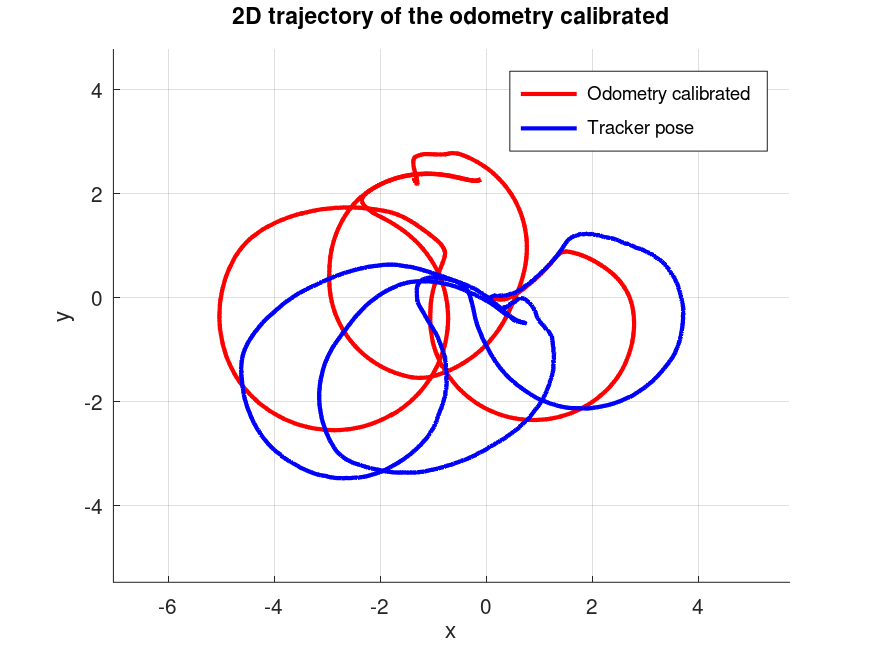 2D trajectory of the odometry calibrated
Odometry calibrated
Tracker pose
4
2
0
-2
-4
y
-6
-4
-2
0
2
4
x